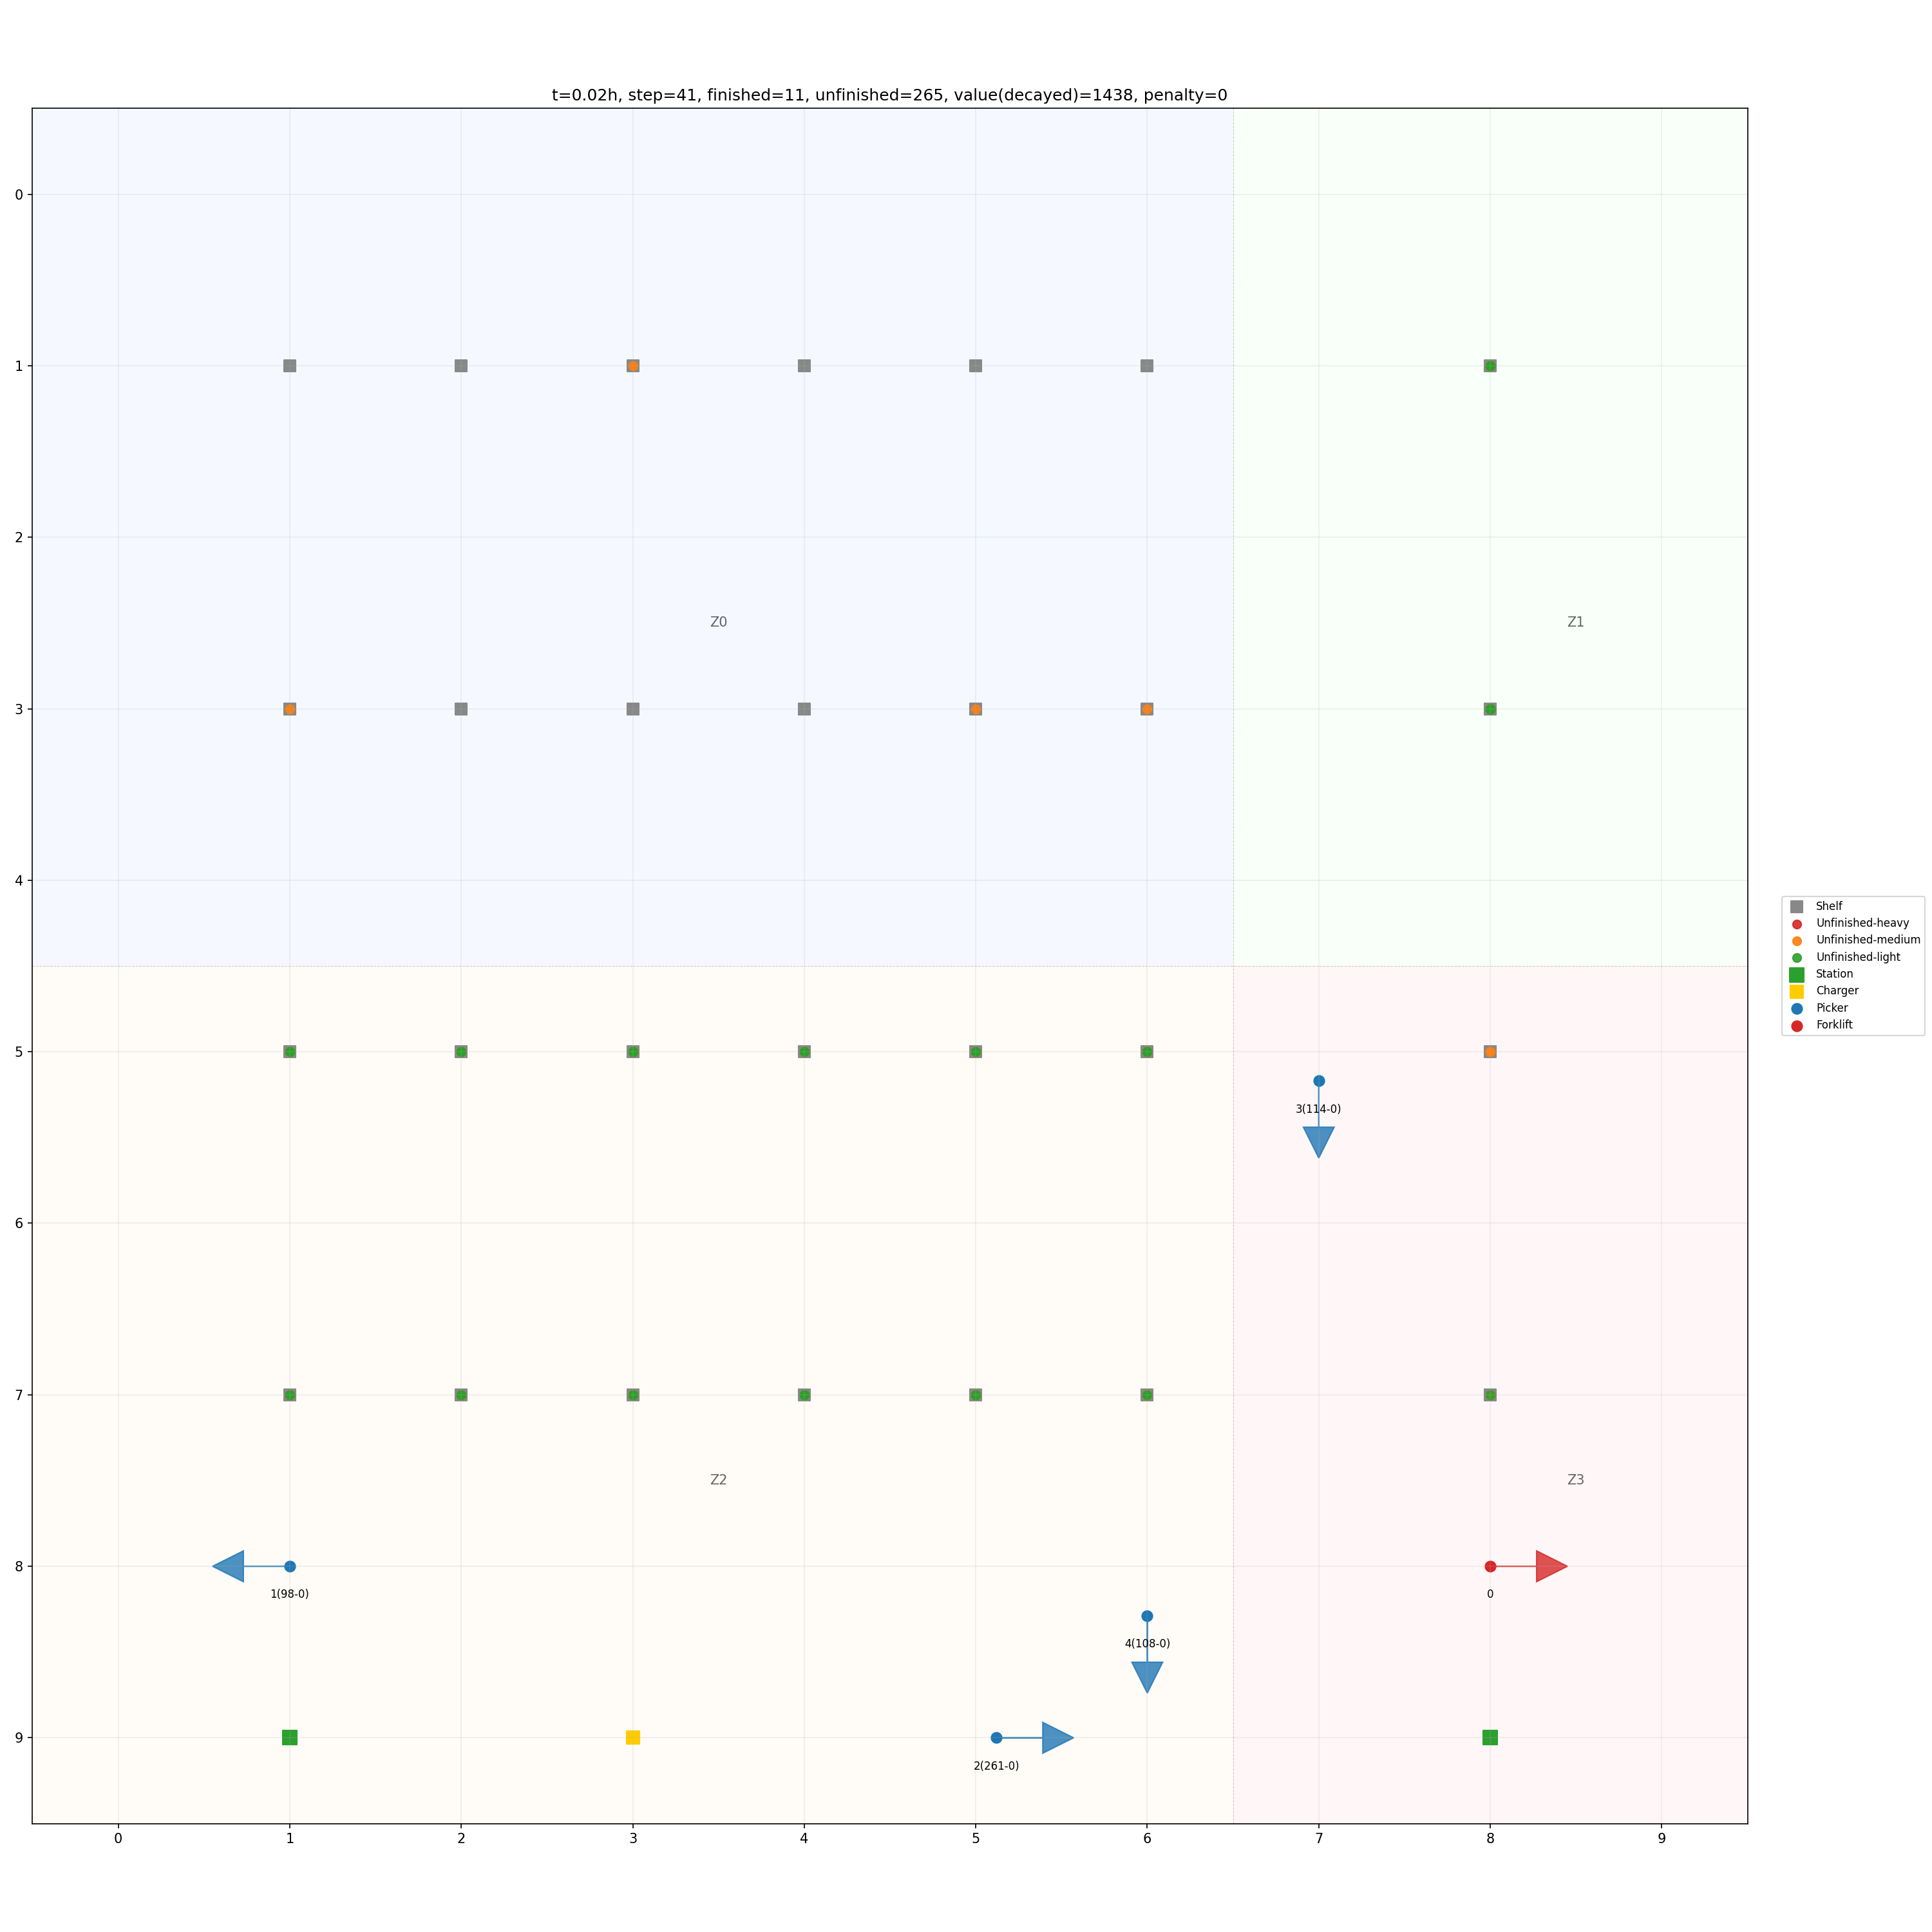 t=0.02h, step=41, finished=11, unfinished=265, value(decayed)=1438, penalty=0
0
1
2
Z0
Z1
3
4
Shelf
Unfinished-heavy
Unfinished-medium
Unfinished-light
Station
Charger
Picker
Forklift
5
3(114-0)
6
7
Z2
Z3
8
1(98-0)
0
4(108-0)
9
2(261-0)
0 1 2 3 4 5 6 7 8 9